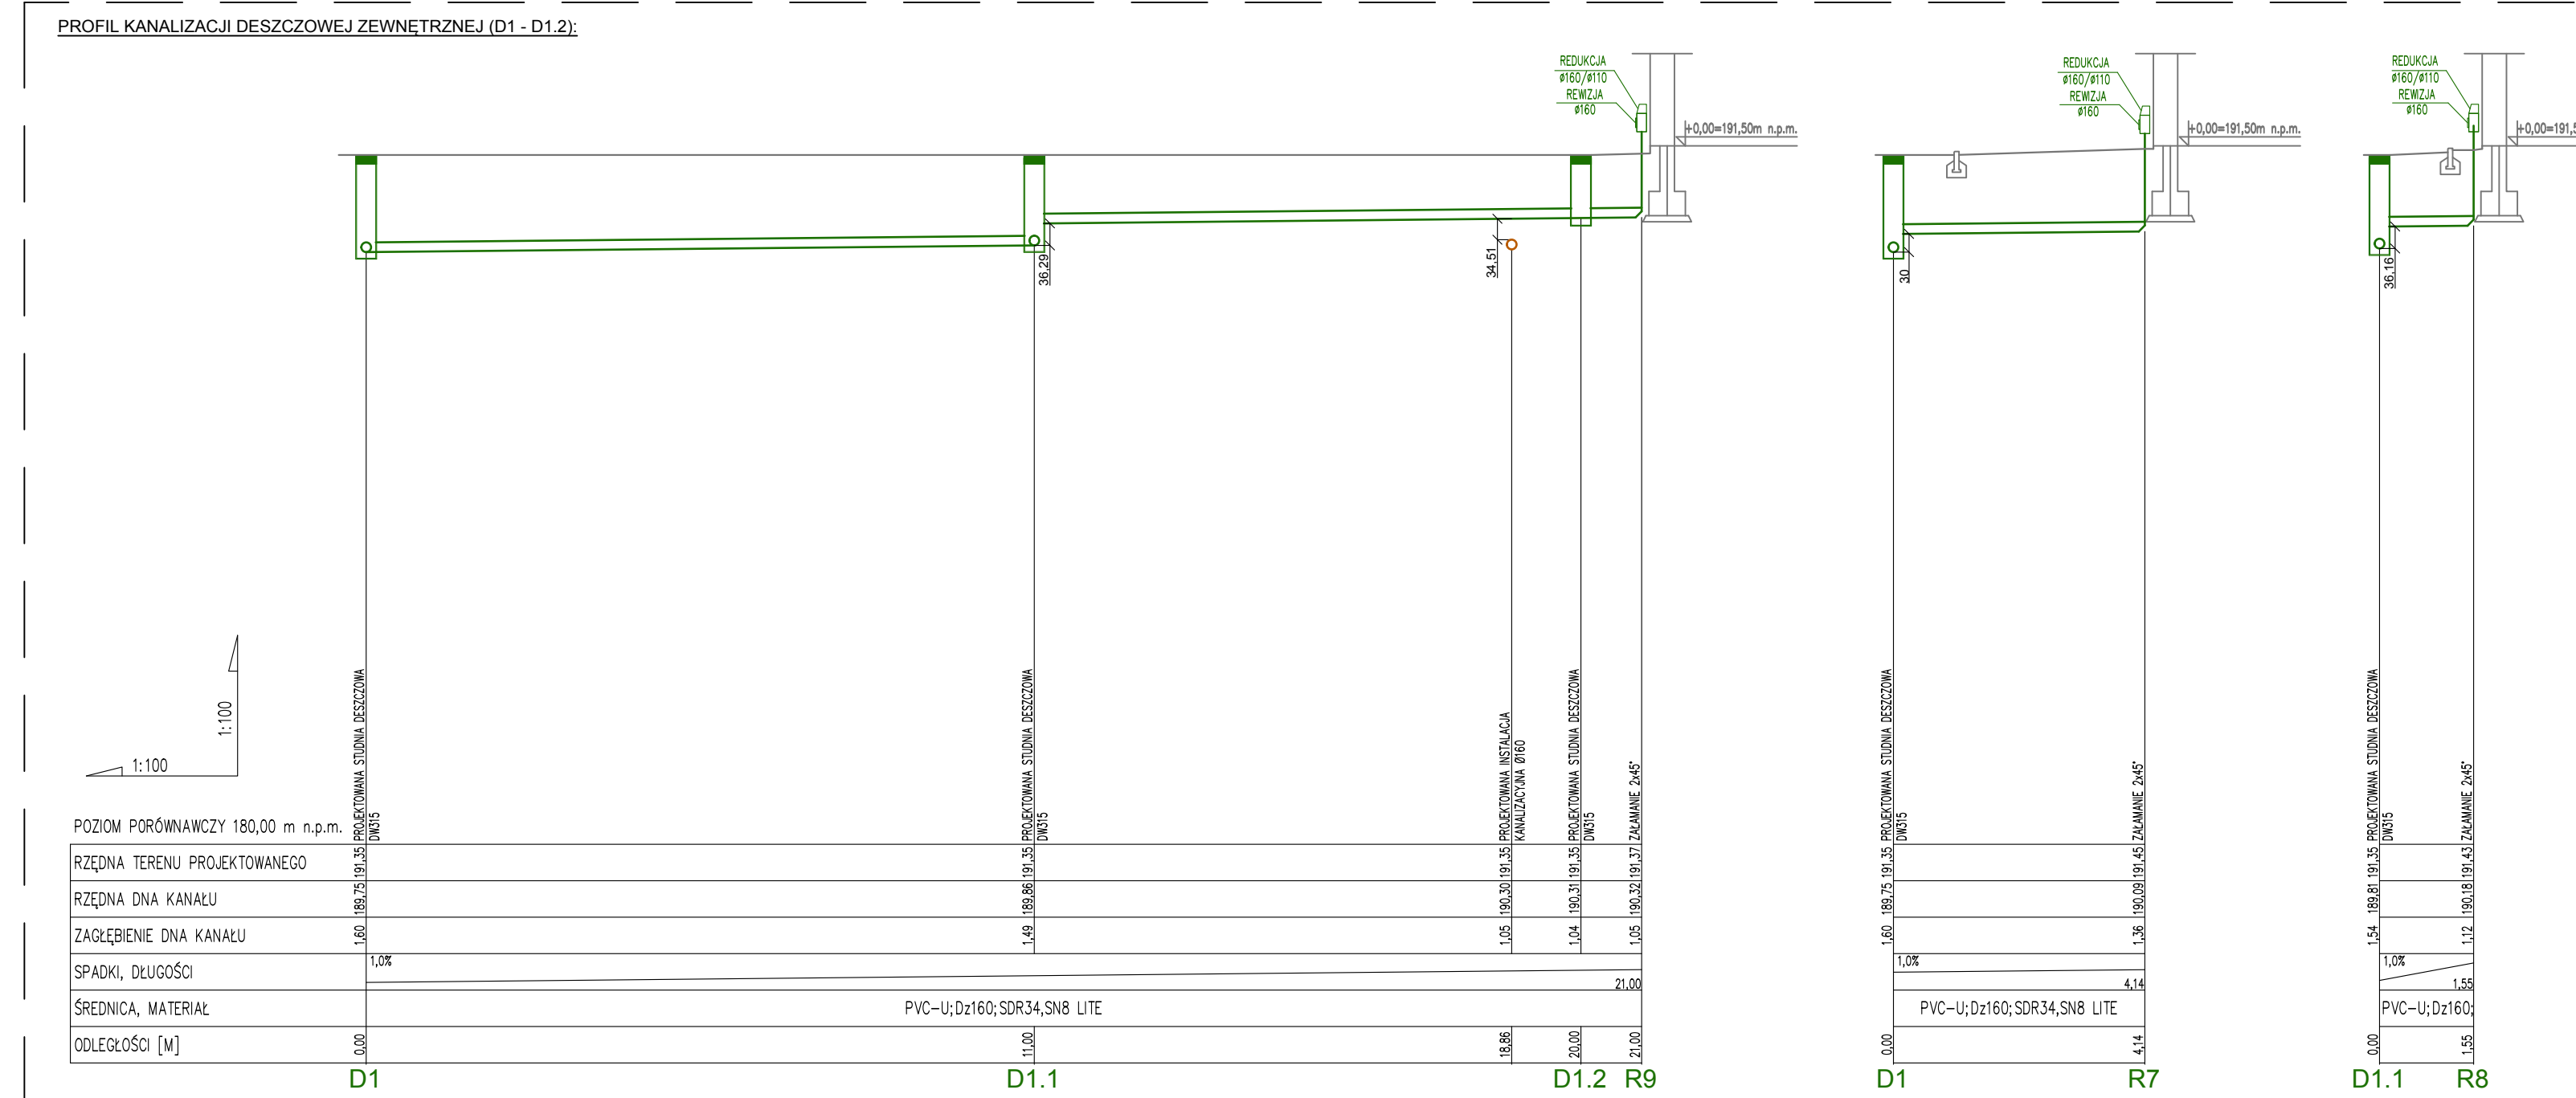 PROFIL KANALIZACJI DESZCZOWEJ ZEWNĘTRZNEJ (D1 - D1.2):
REDUKCJA
ø160/ø110
REWIZJA
ø160
+0,00=191,50m n.p.m.
REDUKCJA
ø160/ø110
REWIZJA
ø160
+0,00=191,50m n.p.m.
REDUKCJA
ø160/ø110
REWIZJA
ø160
+0,00=191,5
36,29
34,51
30
36,16
1:100
1:100
PROJEKTOWANA STUDNIA DESZCZOWA
DW315
PROJEKTOWANA STUDNIA DESZCZOWA
DW315
PROJEKTOWANA INSTALACJA
KANALIZACYJNA Ø160
PROJEKTOWANA STUDNIA DESZCZOWA
DW315
ZAŁAMANIE 2x45°
PROJEKTOWANA STUDNIA DESZCZOWA
DW315
ZAŁAMANIE 2x45°
PROJEKTOWANA STUDNIA DESZCZOWA
DW315
ZAŁAMANIE 2x45°
POZIOM PORÓWNAWCZY 180,00 m n.p.m.
RZĘDNA TERENU PROJEKTOWANEGO 191,35 191,35 191,35 191,35 191,37 191,35 191,45 191,35 191,43
RZĘDNA DNA KANAŁU 189,75 189,86 190,30 190,31 190,32 189,75 190,09 189,81 190,18
ZAGŁĘBIENIE DNA KANAŁU 1,60 1,49 1,05 1,04 1,05 1,60 1,36 1,54 1,12
SPADKI, DŁUGOŚCI 1,0% 21,00 1,0% 4,14 1,0% 1,55
ŚREDNICA, MATERIAŁ PVC-U;Dz160;SDR34,SN8 LITE PVC-U;Dz160;SDR34,SN8 LITE PVC-U;Dz160;
ODLEGŁOŚCI [M] 0,00 11,00 18,86 20,00 21,00 0,00 4,14 0,00 1,55
D1 D1.1 D1.2 R9 D1 R7 D1.1 R8